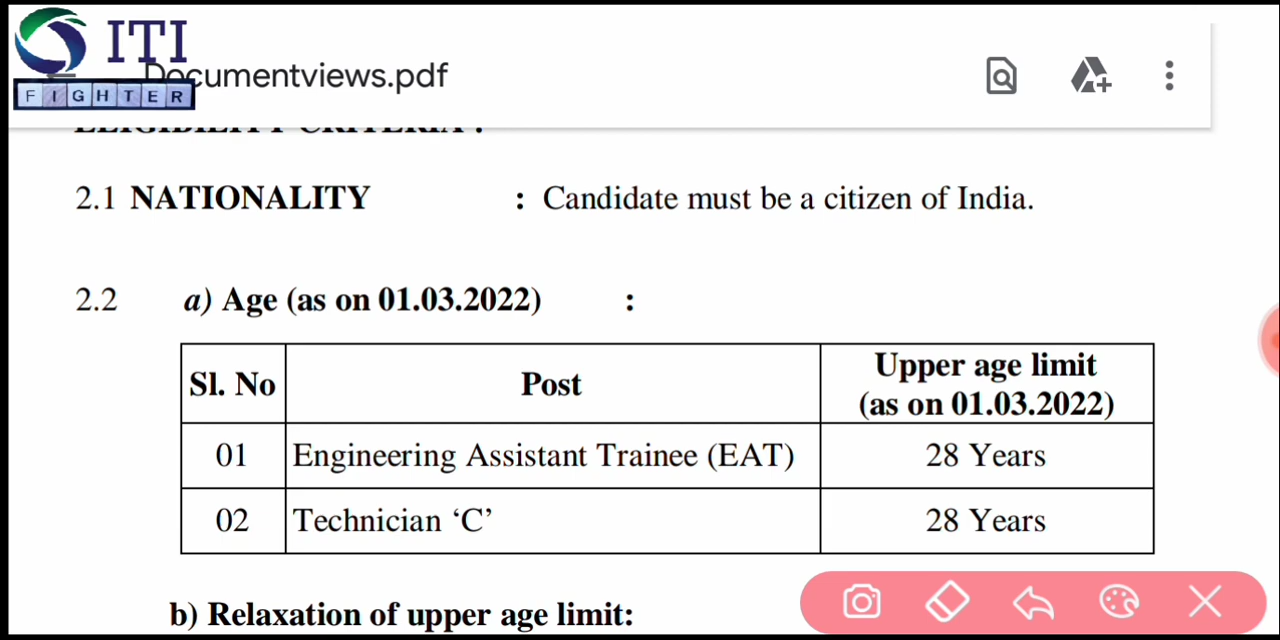 ITI
FIGHTER
Documentviews.pdf
ELIGIBILITY CRITERIA :
2.1 NATIONALITY : Candidate must be a citizen of India.
2.2 a) Age (as on 01.03.2022) :
Sl. No Post Upper age limit (as on 01.03.2022)
01 Engineering Assistant Trainee (EAT) 28 Years
02 Technician ‘C’ 28 Years
b) Relaxation of upper age limit: